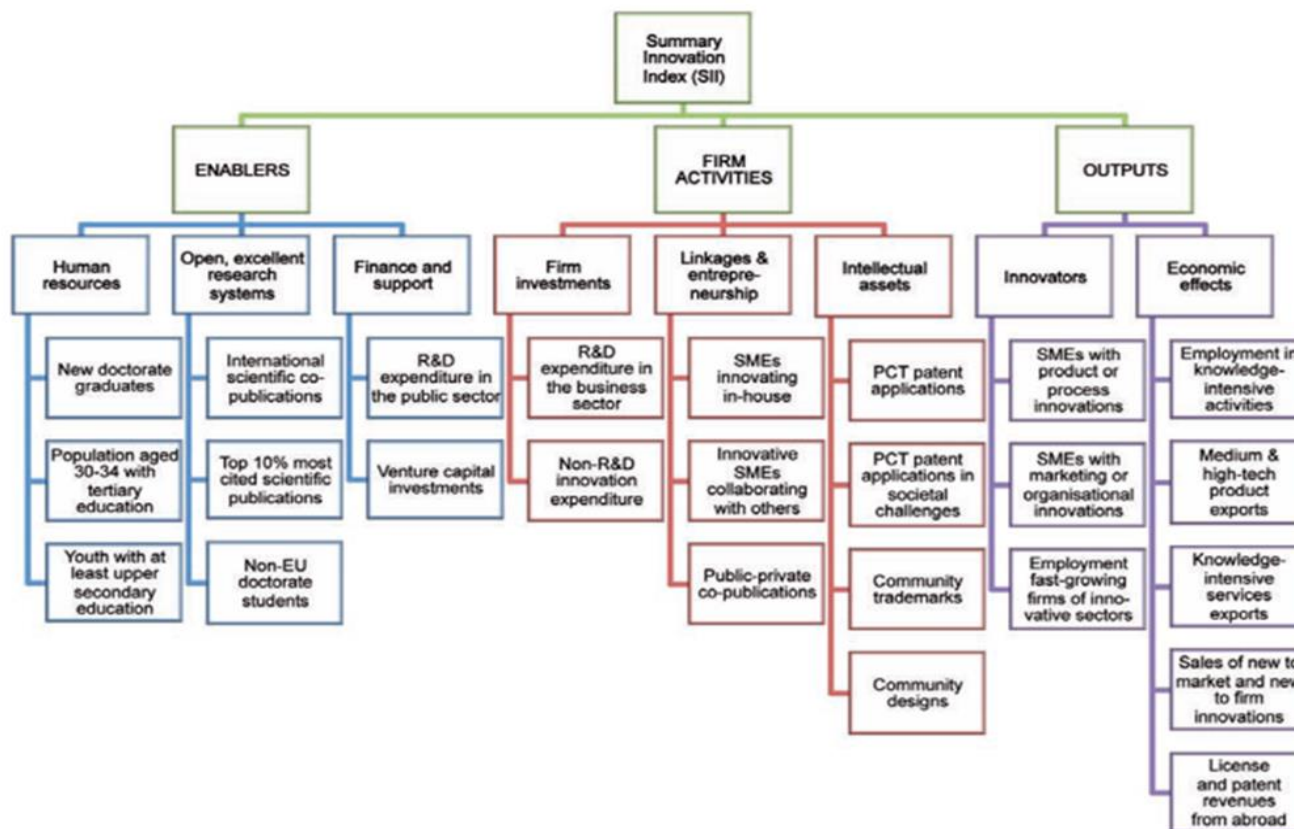 Summary
Innovation
Index (SII)
ENABLERS
FIRM
ACTIVITIES
OUTPUTS
Human
resources
Open, excellent
research
systems
Finance and
support
Firm
investments
Linkages &
entrepre-
neurship
Intellectual
assets
Innovators
Economic
effects
New doctorate
graduates
Population aged
30-34 with
tertiary
education
Youth with at
least upper
secondary
education
International
scientific co-
publications
Top 10% most
cited scientific
publications
Non-EU
doctorate
students
R&D
expenditure in
the public sector
Venture capital
investments
R&D
expenditure in
the business
sector
Non-R&D
innovation
expenditure
SMEs
innovating
in-house
Innovative
SMEs
collaborating
with others
Public-private
co-publications
PCT patent
applications
PCT patent
applications in
societal
challenges
Community
trademarks
Community
designs
SMEs with
product or
process
innovations
SMEs with
marketing or
organisational
innovations
Employment
fast-growing
firms of inno-
vative sectors
Employment in
knowledge-
intensive
activities
Medium &
high-tech
product
exports
Knowledge-
intensive
services
exports
Sales of new to
market and new
to firm
innovations
License
and patent
revenues
from abroad